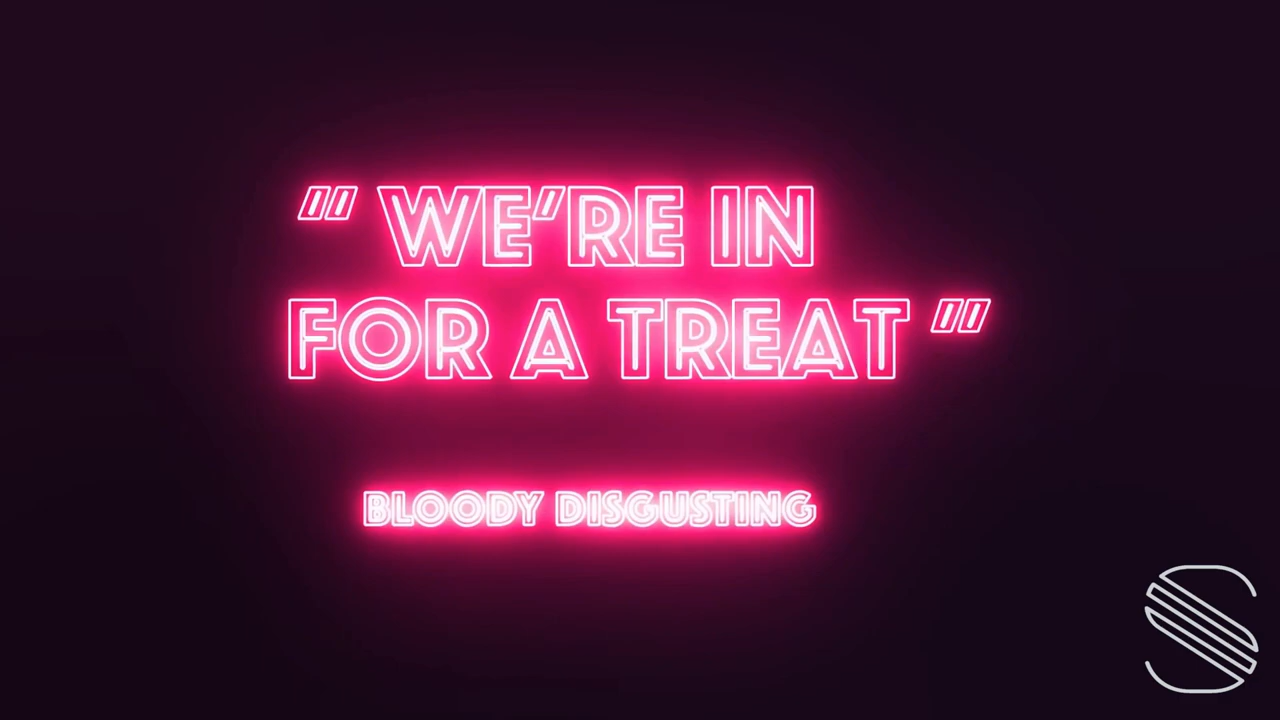 " WE'RE IN
FOR A TREAT "
BLOODY DISGUSTING
S